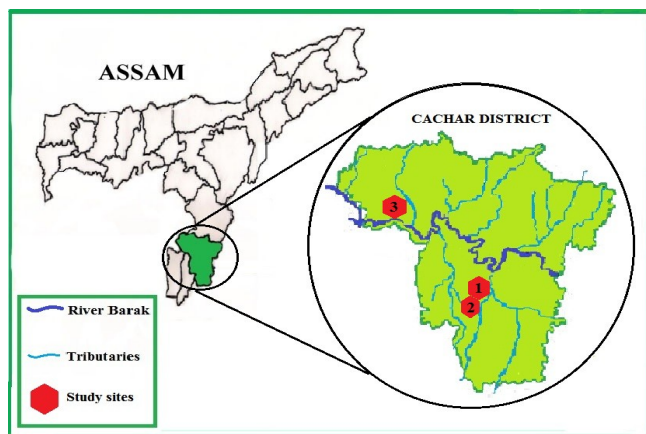 ASSAM
CACHAR DISTRICT
3
1
2
River Barak
Tributaries
Study sites